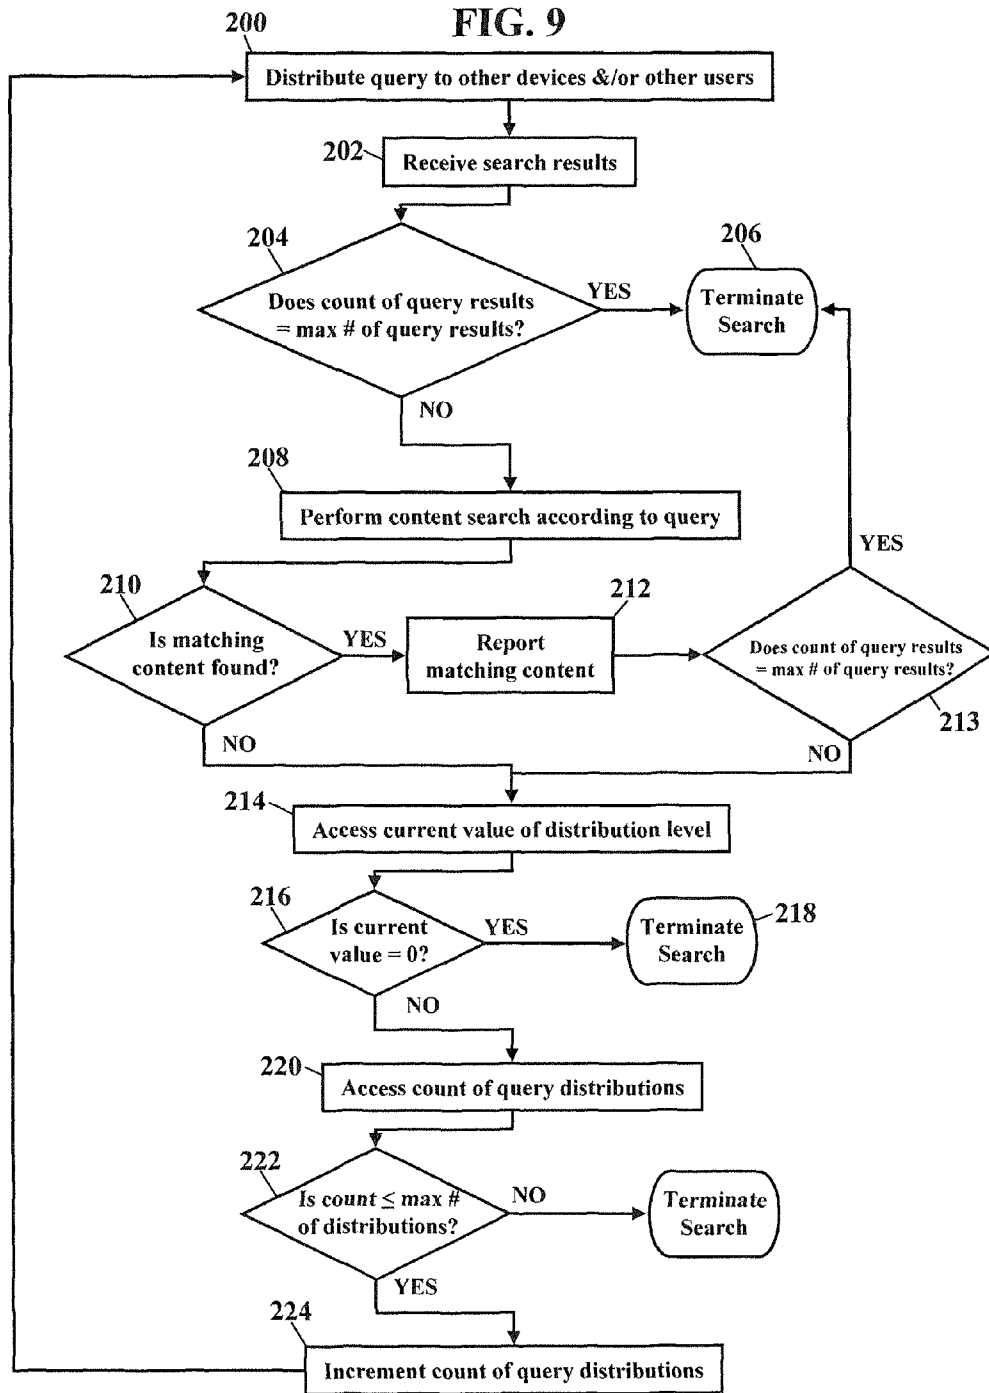 FIG. 9
200
Distribute query to other devices &/or other users
202
Receive search results
204
Does count of query results
= max # of query results?
YES
206
Terminate
Search
NO
208
Perform content search according to query
YES
210
Is matching
content found?
YES
212
Report
matching content
Does count of query results
= max # of query results?
213
NO
NO
214
Access current value of distribution level
216
Is current
value = 0?
YES
Terminate
Search
218
NO
220
Access count of query distributions
222
Is count ≤ max #
of distributions?
NO
Terminate
Search
YES
224
Increment count of query distributions